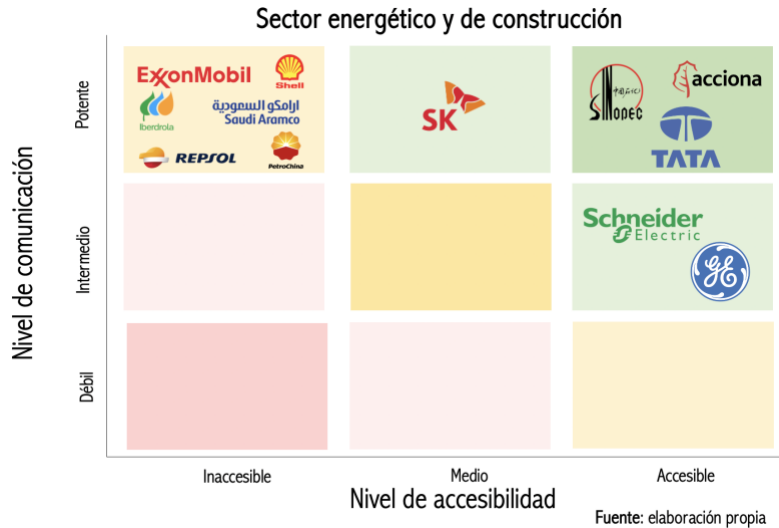 Sector energético y de construcción
Nivel de comunicación
Potente
Intermedio
Débil
ExxonMobil
Shell
Iberdrola
ارامكو السعودية
Saudi Aramco
REPSOL
PetroChina
SK
SINOPEC
acciona
TATA
Schneider
Electric
GE
Inaccesible
Medio
Accesible
Nivel de accesibilidad
Fuente: elaboración propia